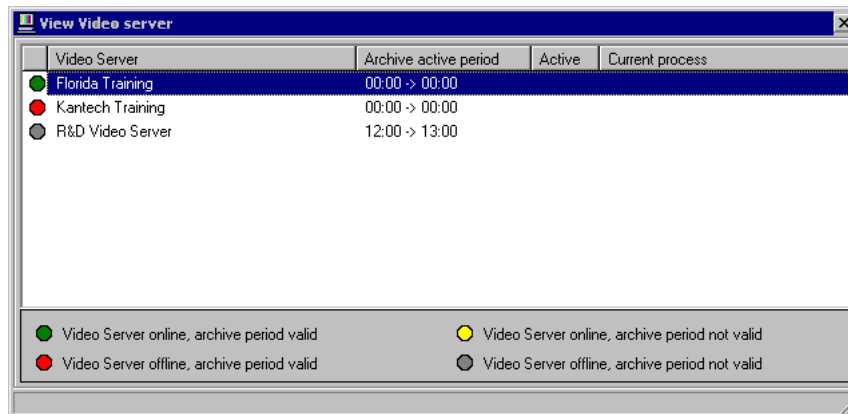 View Video server
Video Server Archive active period Active Current process
Florida Training 00:00 -> 00:00
Kantech Training 00:00 -> 00:00
R&D Video Server 12:00 -> 13:00
Video Server online, archive period valid Video Server online, archive period not valid
Video Server offline, archive period valid Video Server offline, archive period not valid